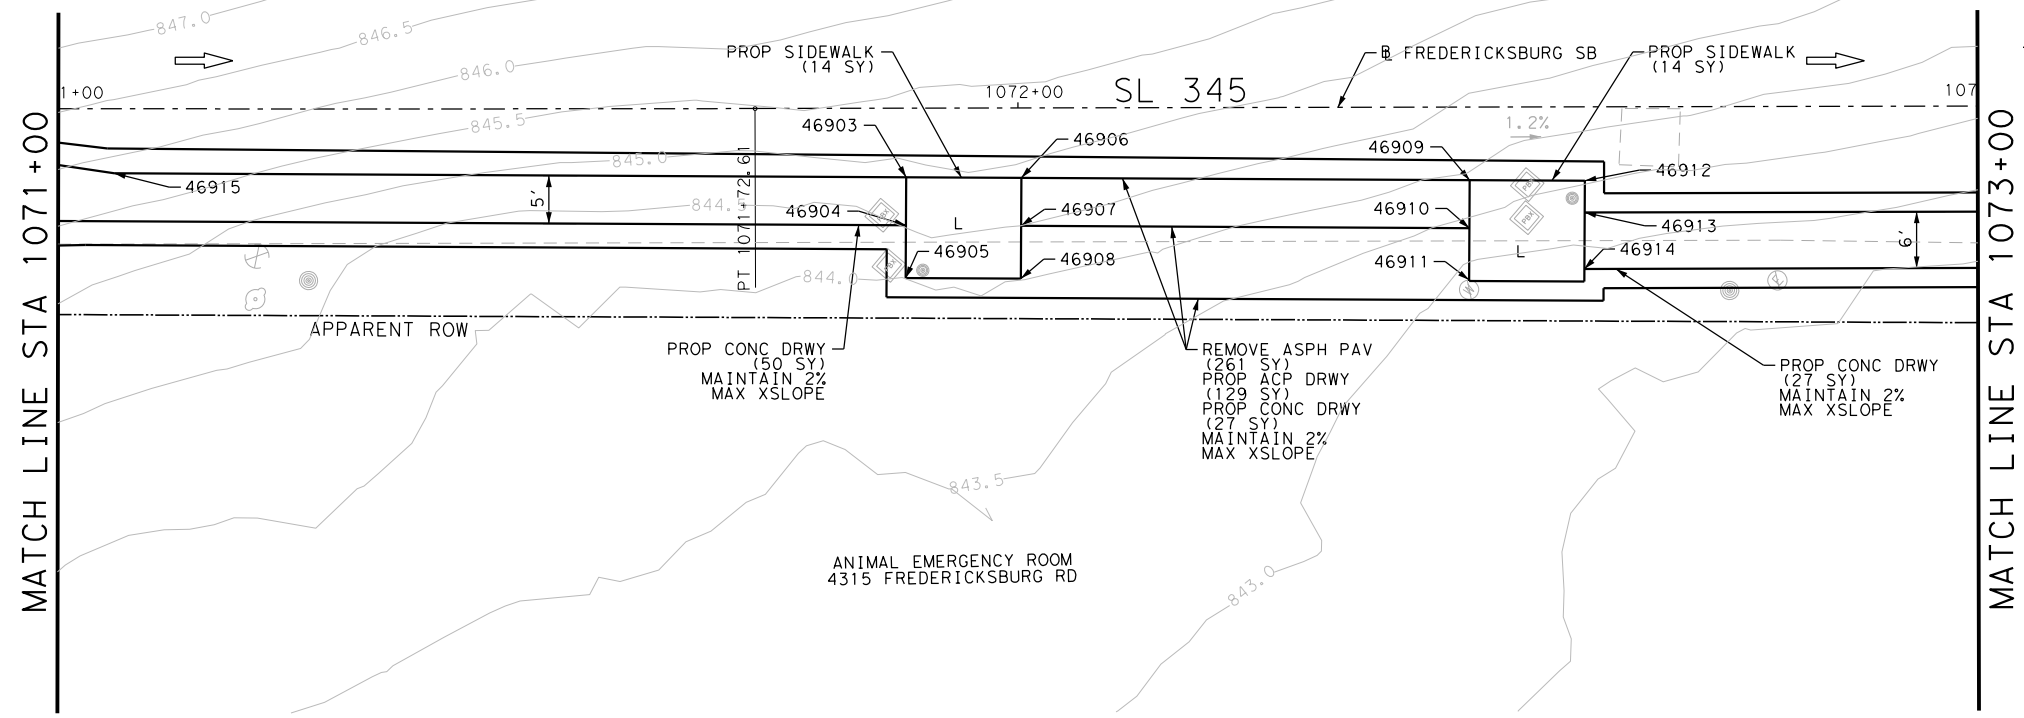 847.0
846.5
846.0
845.5
845.0
844.5
844.0
843.5
843.0
PROP SIDEWALK
(14 SY)
℄ FREDERICKSBURG SB
PROP SIDEWALK
(14 SY)
1+00
1072+00
SL 345
107
46903
46906
46909
46912
1.2%
46915
5'
PT 1071+72.61
46904
46907
46910
46913
PBX
PBX
PBX
PBX
L
L
46905
46908
46911
46914
6'
W
APPARENT ROW
PROP CONC DRWY
(50 SY)
MAINTAIN 2%
MAX XSLOPE
REMOVE ASPH PAV
(261 SY)
PROP ACP DRWY
(129 SY)
PROP CONC DRWY
(27 SY)
MAINTAIN 2%
MAX XSLOPE
PROP CONC DRWY
(27 SY)
MAINTAIN 2%
MAX XSLOPE
ANIMAL EMERGENCY ROOM
4315 FREDERICKSBURG RD
MATCH LINE STA 1071+00
MATCH LINE STA 1073+00